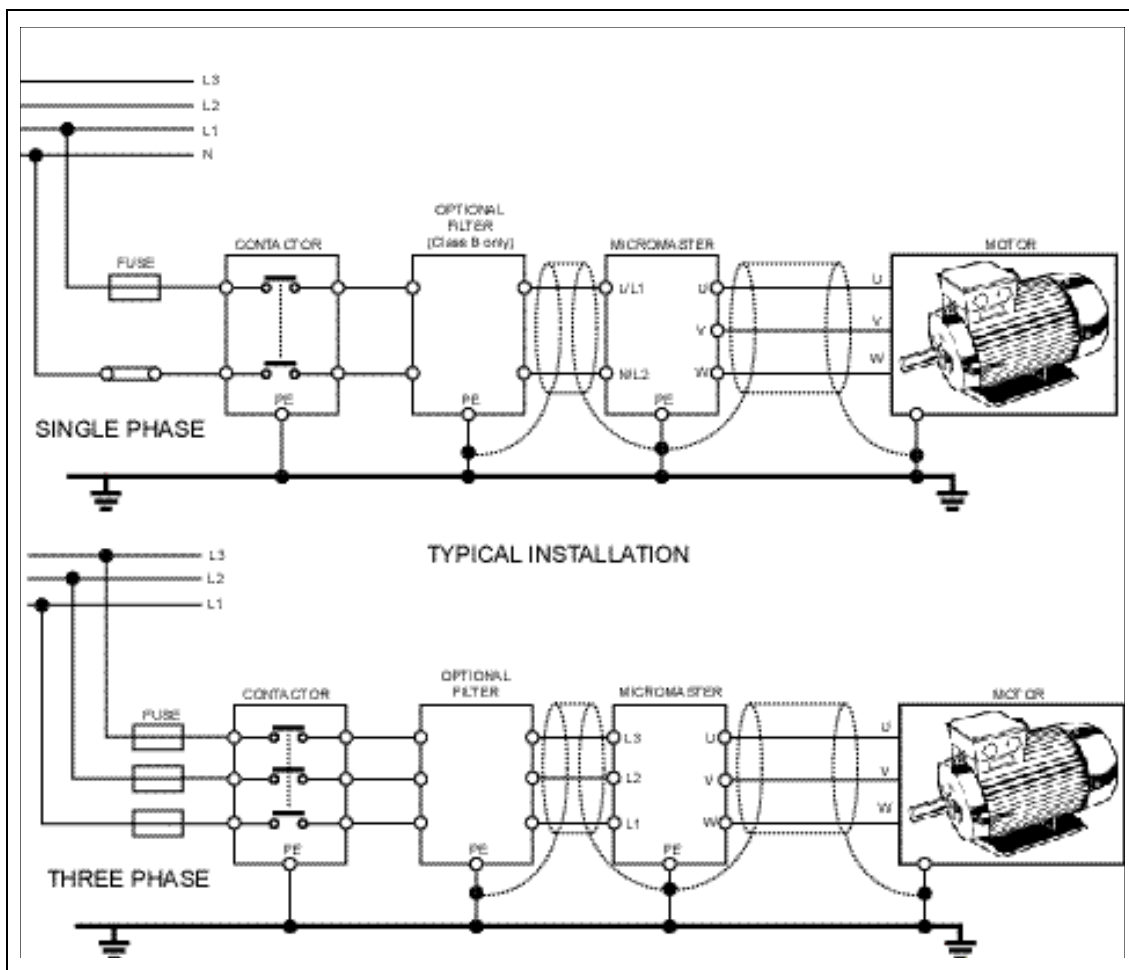 L3
L2
L1
N
OPTIONAL
FILTER
(Class B only)
CONTACTOR
MICROMASTER
MOTOR
FUSE
L/L1
U
U
V
V
N/L2
W
W
PE
PE
PE
SINGLE PHASE
TYPICAL INSTALLATION
L3
L2
L1
OPTIONAL
FILTER
CONTACTOR
MICROMASTER
MOTOR
FUSE
L3
U
U
L2
V
V
L1
W
W
PE
PE
PE
THREE PHASE